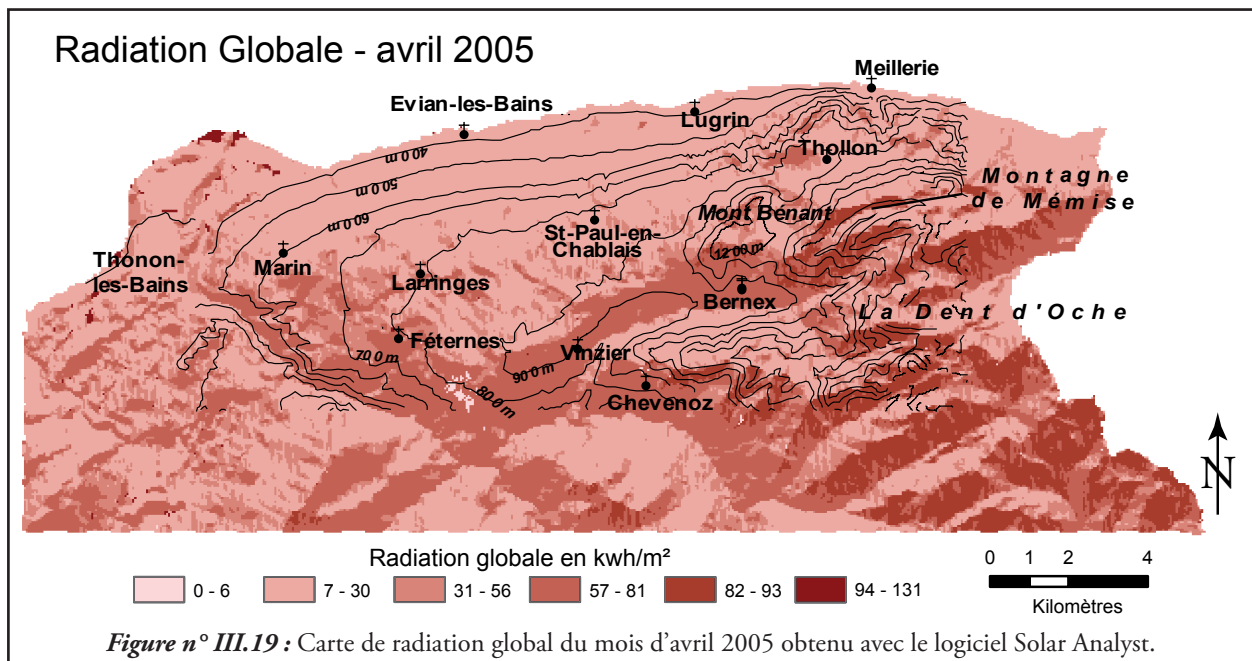 Radiation Globale - avril 2005
Meillerie
Evian-les-Bains
Lugrin
400 m
Thollon
500 m
Montagne
de Mémise
600 m
Mont Bénant
St-Paul-en-
Chablais
1200 m
Thonon-
les-Bains
Marin
Larringes
Bernex
La Dent d'Oche
Féternes
700 m
Vinzier
900 m
800 m
Chevenoz
N
Radiation globale en kwh/m²
0 - 6
7 - 30
31 - 56
57 - 81
82 - 93
94 - 131
0 1 2 4
Kilomètres
Figure n° III.19 : Carte de radiation global du mois d'avril 2005 obtenu avec le logiciel Solar Analyst.